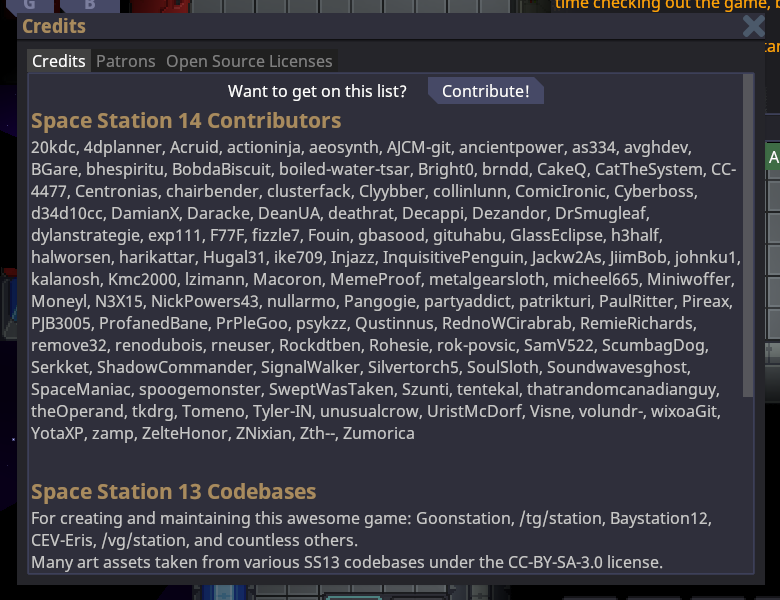 G B
time checking out the game, b
Credits
Credits Patrons Open Source Licenses
Want to get on this list? Contribute!
Space Station 14 Contributors
20kdc, 4dplanner, Acruid, actioninja, aeosynth, AJCM-git, ancientpower, as334, avghdev,
BGare, bhespiritu, BobdaBiscuit, boiled-water-tsar, Bright0, brndd, CakeQ, CatTheSystem, CC-
4477, Centronias, chairbender, clusterfack, Clyybber, collinlunn, ComicIronic, Cyberboss,
d34d10cc, DamianX, Daracke, DeanUA, deathrat, Decappi, Dezandor, DrSmugleaf,
dylanstrategie, exp111, F77F, fizzle7, Fouin, gbasood, gituhabu, GlassEclipse, h3half,
halworsen, harikattar, Hugal31, ike709, Injazz, InquisitivePenguin, Jackw2As, JiimBob, johnku1,
kalanosh, Kmc2000, lzimann, Macoron, MemeProof, metalgearsloth, micheel665, Miniwoffer,
Moneyl, N3X15, NickPowers43, nullarmo, Pangogie, partyaddict, patrikturi, PaulRitter, Pireax,
PJB3005, ProfanedBane, PrPleGoo, psykzz, Qustinnus, RednoWCirabrab, RemieRichards,
remove32, renodubois, rneuser, Rockdtben, Rohesie, rok-povsic, SamV522, ScumbagDog,
Serkket, ShadowCommander, SignalWalker, Silvertorch5, SoulSloth, Soundwavesghost,
SpaceManiac, spoogemonster, SweptWasTaken, Szunti, tentekal, thatrandomcanadianguy,
theOperand, tkdrg, Tomeno, Tyler-IN, unusualcrow, UristMcDorf, Visne, volundr-, wixoaGit,
YotaXP, zamp, ZelteHonor, ZNixian, Zth--, Zumorica
Space Station 13 Codebases
For creating and maintaining this awesome game: Goonstation, /tg/station, Baystation12,
CEV-Eris, /vg/station, and countless others.
Many art assets taken from various SS13 codebases under the CC-BY-SA-3.0 license.